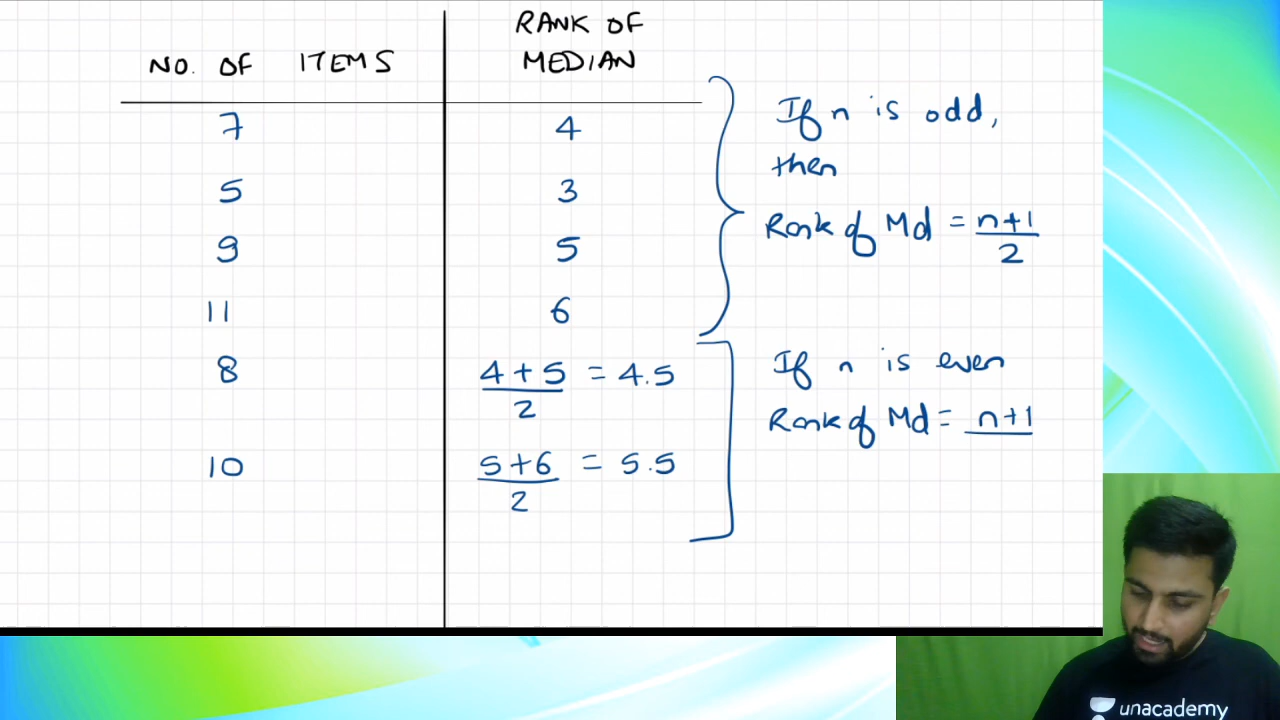 NO. OF ITEMS
RANK OF
MEDIAN
7
4
5
3
9
5
11
6
8
4 + 5 = 4.5
2
10
5 + 6 = 5.5
2
If n is odd,
then
Rank of Md = n+1
2
If n is even
Rank of Md = n+1
unacademy